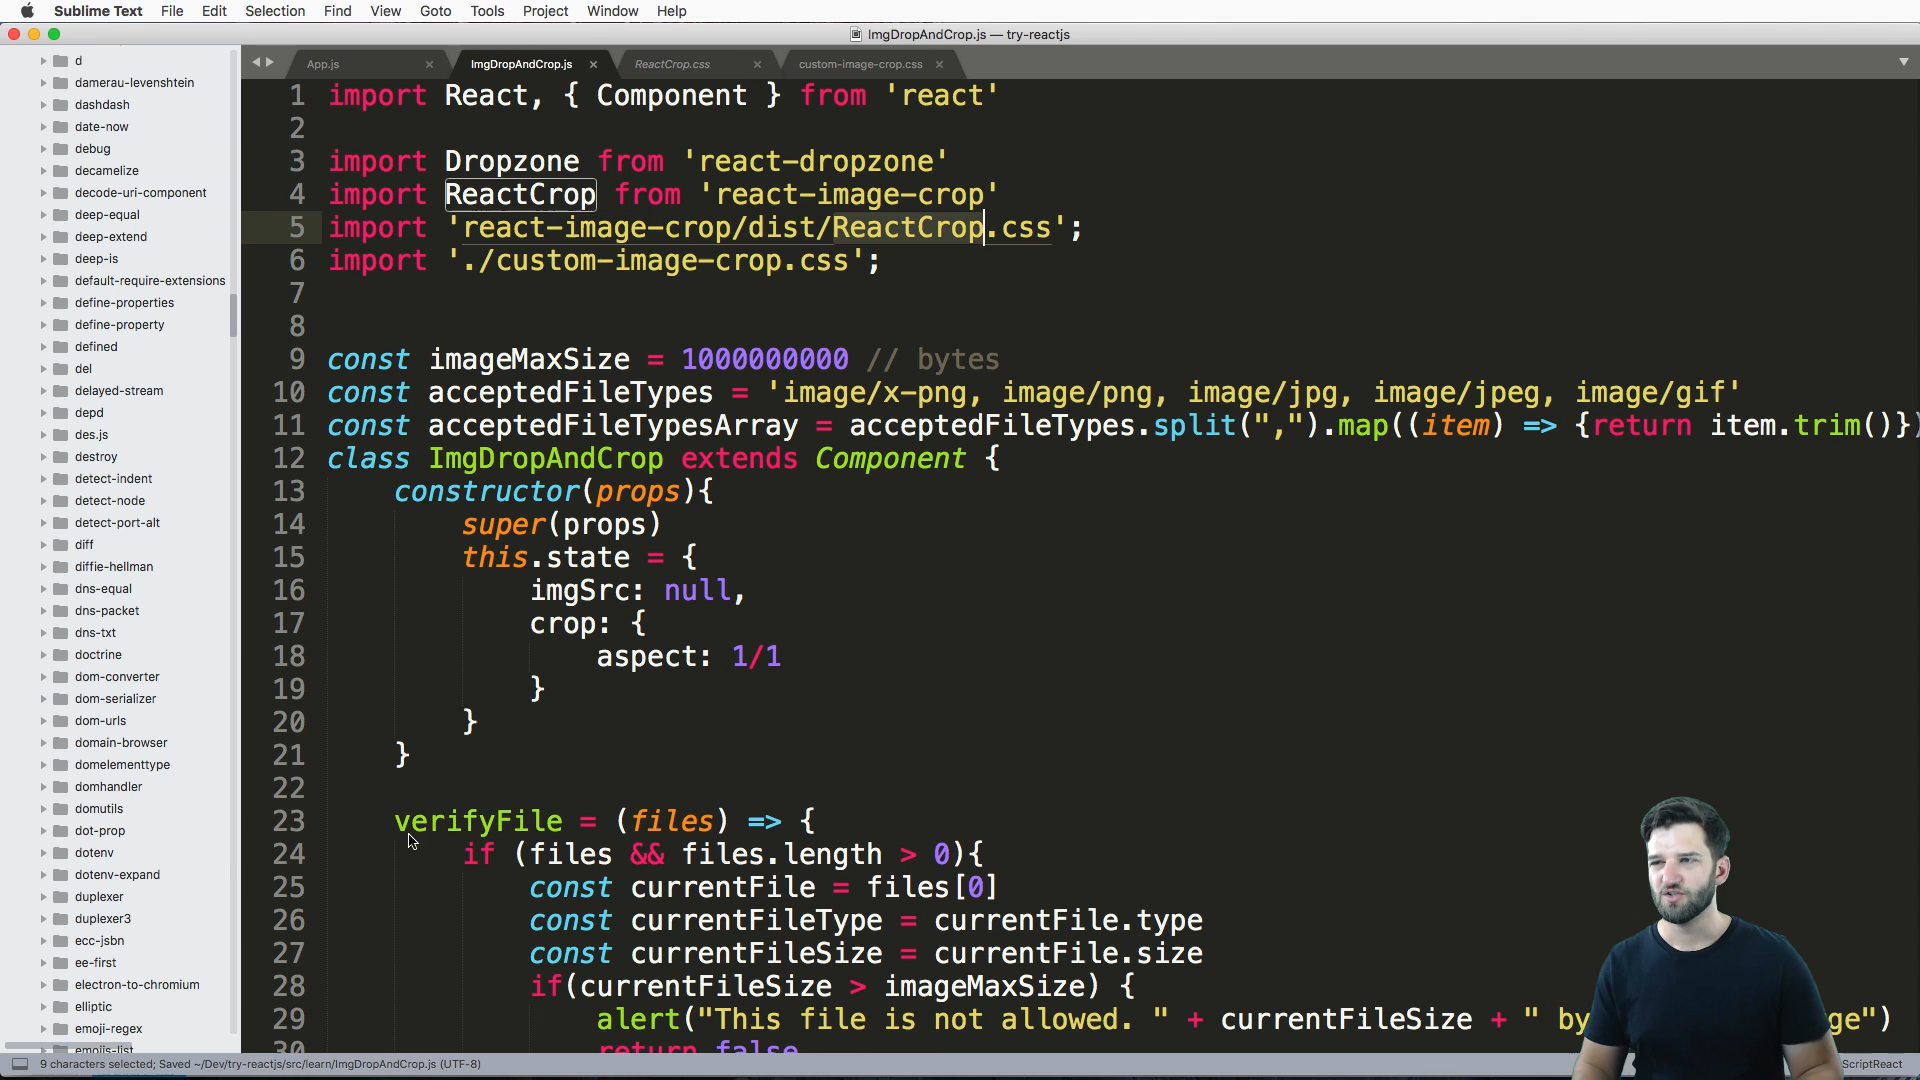 Sublime Text File Edit Selection Find View Goto Tools Project Window Help
ImgDropAndCrop.js — try-reactjs
App.js ImgDropAndCrop.js ReactCrop.css custom-image-crop.css
d
damerau-levenshtein
dashdash
date-now
debug
decamelize
decode-uri-component
deep-equal
deep-extend
deep-is
default-require-extensions
define-properties
define-property
defined
del
delayed-stream
depd
des.js
destroy
detect-indent
detect-node
detect-port-alt
diff
diffie-hellman
dns-equal
dns-packet
dns-txt
doctrine
dom-converter
dom-serializer
dom-urls
domain-browser
domelementtype
domhandler
domutils
dot-prop
dotenv
dotenv-expand
duplexer
duplexer3
ecc-jsbn
ee-first
electron-to-chromium
elliptic
emoji-regex
emojis-list
1 import React, { Component } from 'react'
2
3 import Dropzone from 'react-dropzone'
4 import ReactCrop from 'react-image-crop'
5 import 'react-image-crop/dist/ReactCrop.css';
6 import './custom-image-crop.css';
7
8
9 const imageMaxSize = 1000000000 // bytes
10 const acceptedFileTypes = 'image/x-png, image/png, image/jpg, image/jpeg, image/gif'
11 const acceptedFileTypesArray = acceptedFileTypes.split(",").map((item) => {return item.trim()})
12 class ImgDropAndCrop extends Component {
13 constructor(props){
14 super(props)
15 this.state = {
16 imgSrc: null,
17 crop: {
18 aspect: 1/1
19 }
20 }
21 }
22
23 verifyFile = (files) => {
24 if (files && files.length > 0){
25 const currentFile = files[0]
26 const currentFileType = currentFile.type
27 const currentFileSize = currentFile.size
28 if(currentFileSize > imageMaxSize) {
29 alert("This file is not allowed. " + currentFileSize + " by ge")
30 return false
9 characters selected; Saved ~/Dev/try-reactjs/src/learn/ImgDropAndCrop.js (UTF-8) ScriptReact